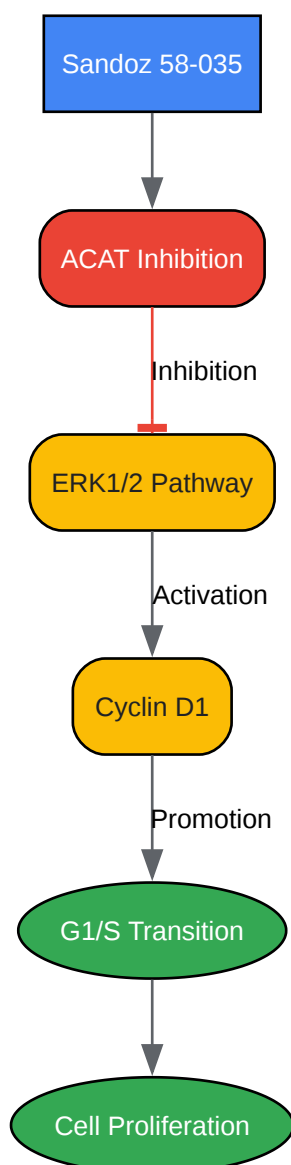 Sandoz 58-035
ACAT Inhibition
Inhibition
ERK1/2 Pathway
Activation
Cyclin D1
Promotion
G1/S Transition
Cell Proliferation